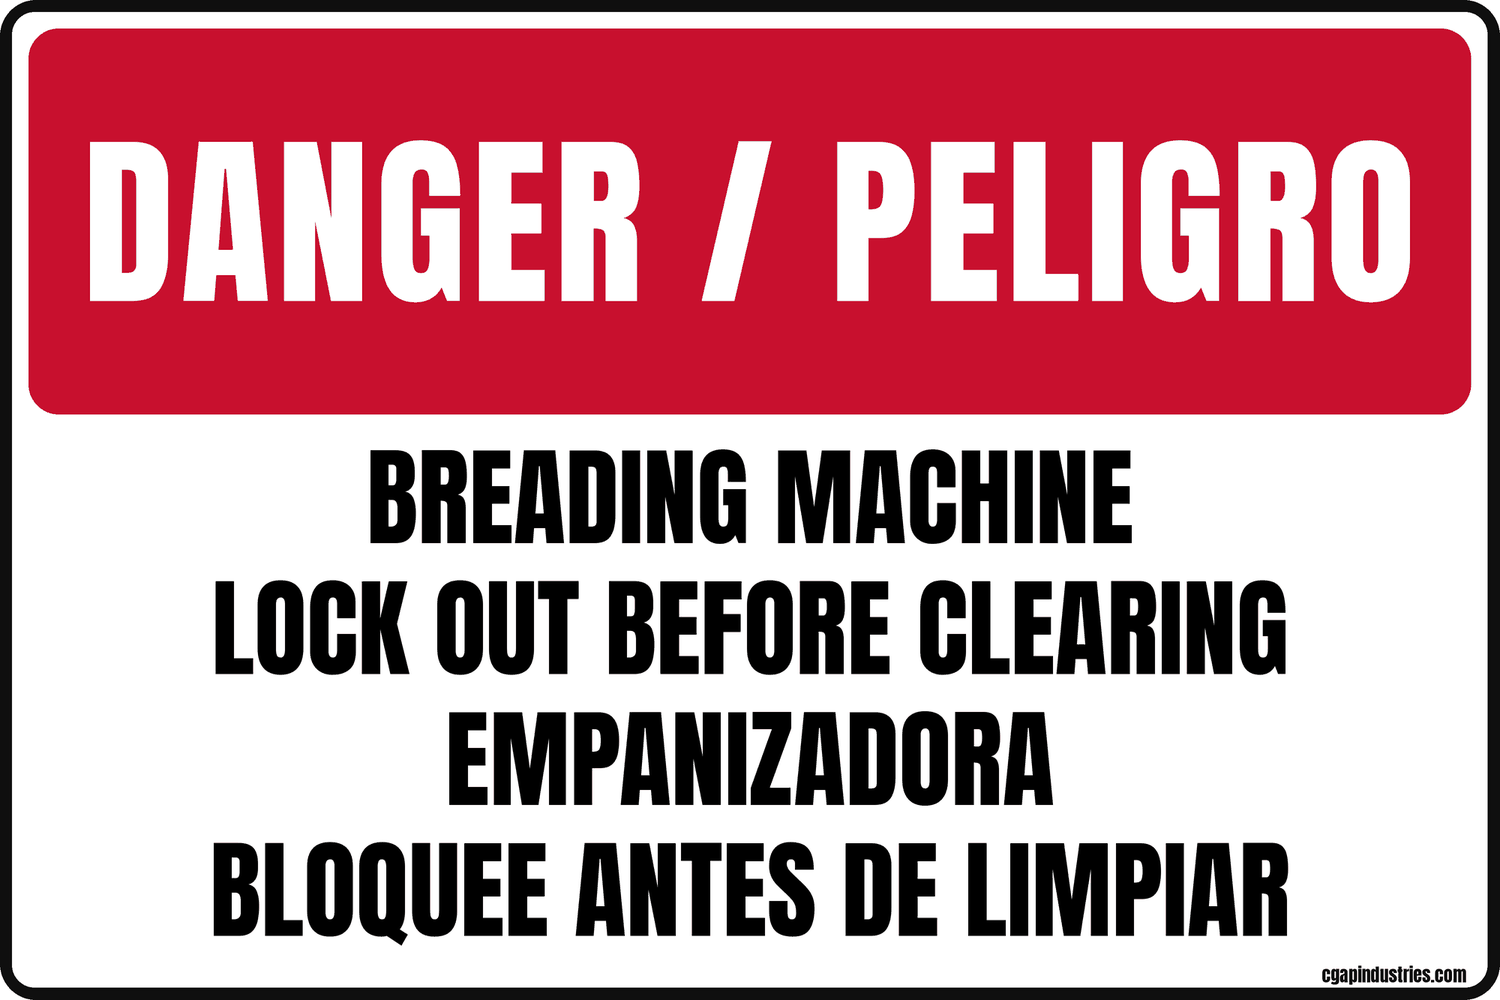 DANGER / PELIGRO
BREADING MACHINE
LOCK OUT BEFORE CLEARING
EMPANIZADORA
BLOQUEE ANTES DE LIMPIAR
cgapindustries.com